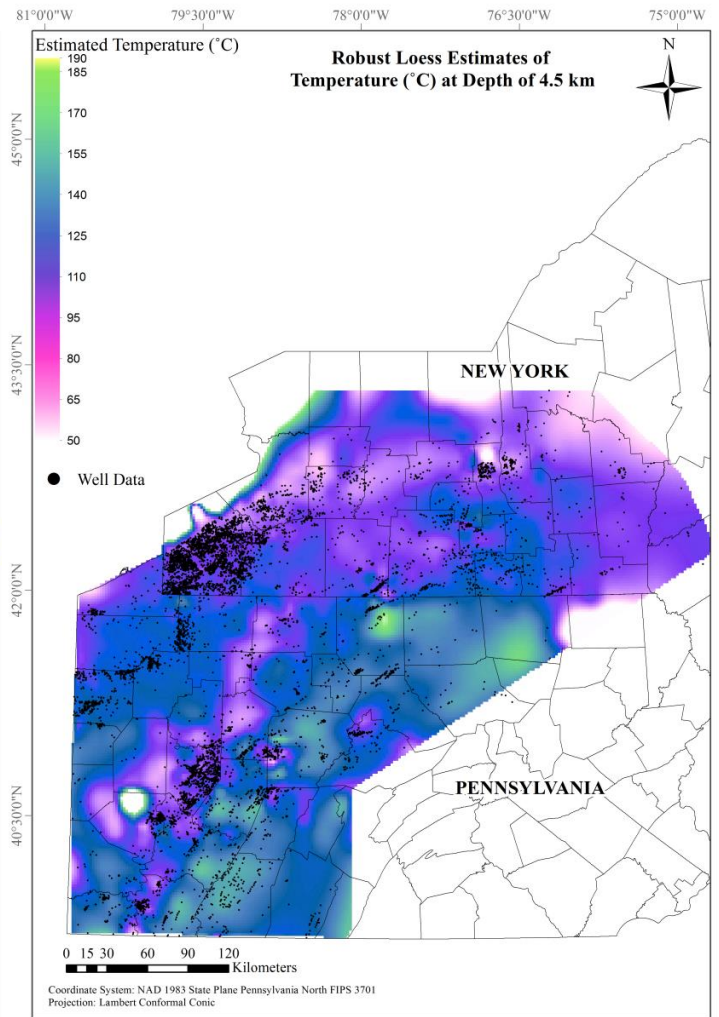 81°0'0"W 79°30'0"W 78°0'0"W 76°30'0"W 75°0'0"W
Estimated Temperature (˚C)
Robust Loess Estimates of
Temperature (˚C) at Depth of 4.5 km
N
190
185
170
155
140
125
110
95
80
65
50
Well Data
45°0'0"N
43°30'0"N
42°0'0"N
40°30'0"N
NEW YORK
PENNSYLVANIA
0 15 30 60 90 120
Kilometers
Coordinate System: NAD 1983 State Plane Pennsylvania North FIPS 3701
Projection: Lambert Conformal Conic